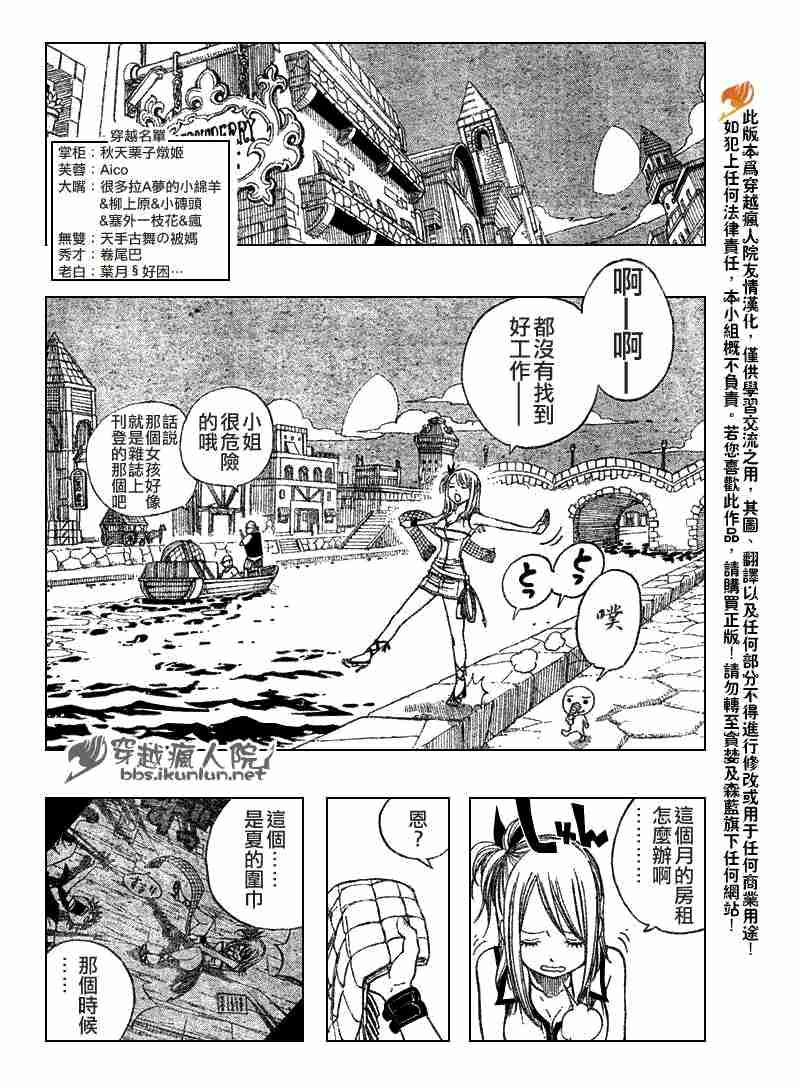 穿越名單
掌柜：秋天栗子燉姬
芙蓉：Aico
大嘴：很多拉A夢的小綿羊
&柳上原&小磚頭
&塞外一枝花&瘋
無雙：天手古舞の被媽
秀才：卷尾巴
老白：葉月§好困…
此版本爲穿越瘋人院友情漢化，僅供學習交流之用，其圖、翻譯以及任何部分不得進行修改或用于任何商業用途！
如犯上任何法律責任，本小組概不負責。若您喜歡此作品，請購買正版！請勿轉至貪婪及森藍旗下任何網站！
啊ー啊ー
都沒有找到
好工作ー
小姐
很危險
的哦
話說
那個女孩好像
就是雜誌上
刊登的那個吧
とぅ
とぅ
噗
穿越瘋人院
bbs.ikunlun.net
這個月的房租
怎麼辦啊
………
しゅん
恩？
這個……
是夏的圍巾
那個時候
……